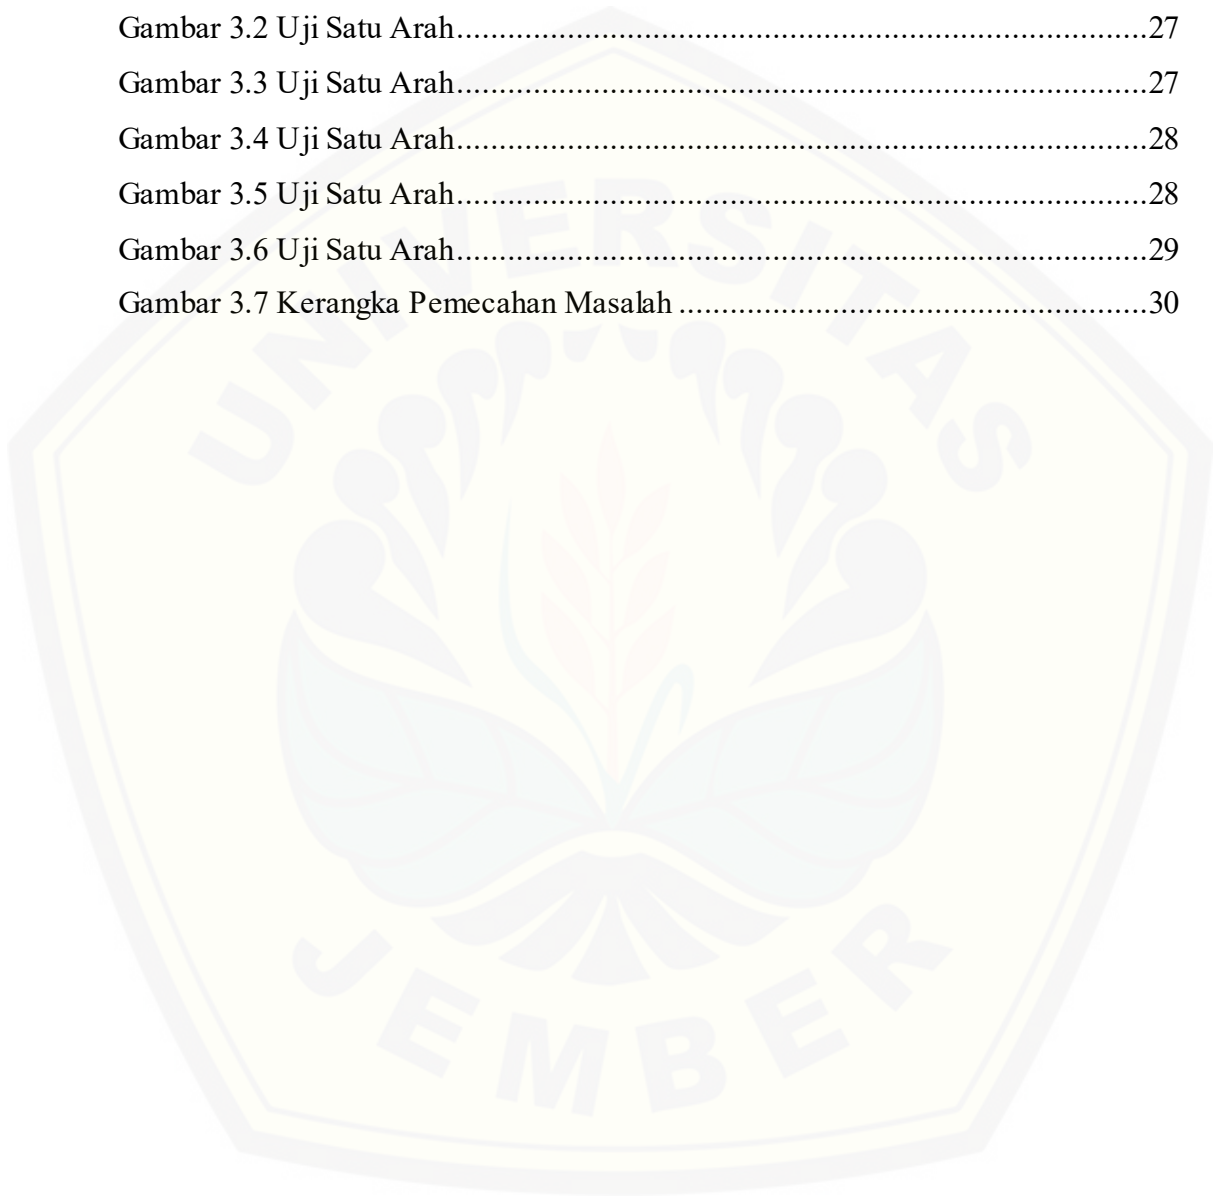 Gambar 3.2 Uji Satu Arah...............................................................................27
Gambar 3.3 Uji Satu Arah...............................................................................27
Gambar 3.4 Uji Satu Arah...............................................................................28
Gambar 3.5 Uji Satu Arah...............................................................................28
Gambar 3.6 Uji Satu Arah...............................................................................29
Gambar 3.7 Kerangka Pemecahan Masalah .....................................................30
UNIVERSITAS
JEMBER